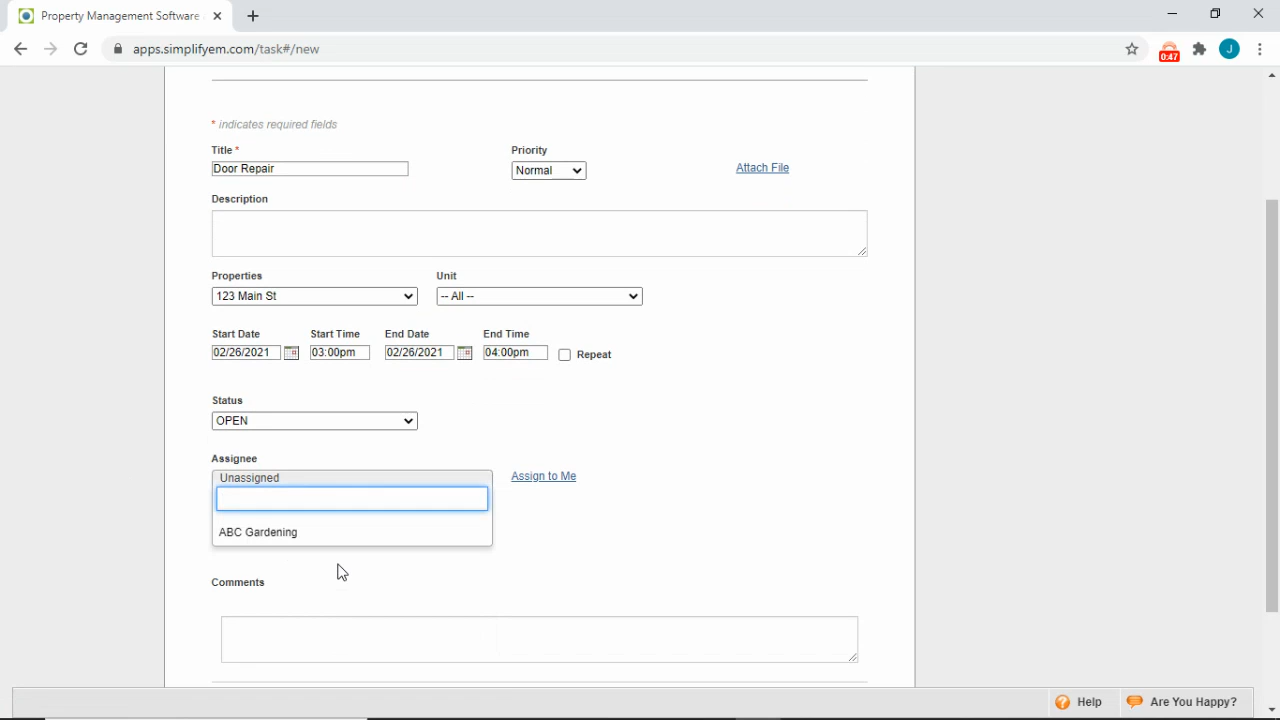 Property Management Software
apps.simplifyem.com/task#/new
0:47
J
* indicates required fields
Title * Priority
Door Repair Normal Attach File
Description
Properties Unit
123 Main St -- All --
Start Date Start Time End Date End Time
02/26/2021 03:00pm 02/26/2021 04:00pm Repeat
Status
OPEN
Assignee
Unassigned Assign to Me
ABC Gardening
Comments
? Help Are You Happy?